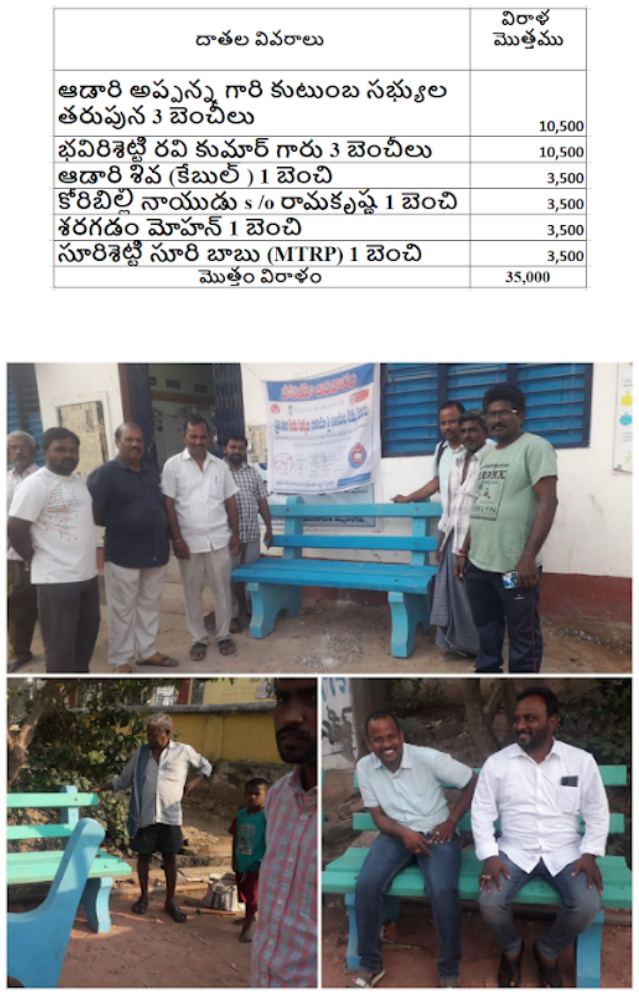 దాతల వివరాలు
విరాళ
మొత్తము
ఆడారి అప్పన్న గారి కుటుంబ సభ్యుల
తరుపున 3 బెంచీలు
10,500
భవిరిశెట్టి రవి కుమార్ గారు 3 బెంచీలు
10,500
ఆడారి శివ (కేబుల్ ) 1 బెంచి
3,500
కోరిబిల్లి నాయుడు s /o రామకృష్ణ 1 బెంచి
3,500
శరగడం మోహన్ 1 బెంచి
3,500
సూరిశెట్టి సూరి బాబు (MTRP) 1 బెంచి
3,500
మొత్తం విరాళం
35,000